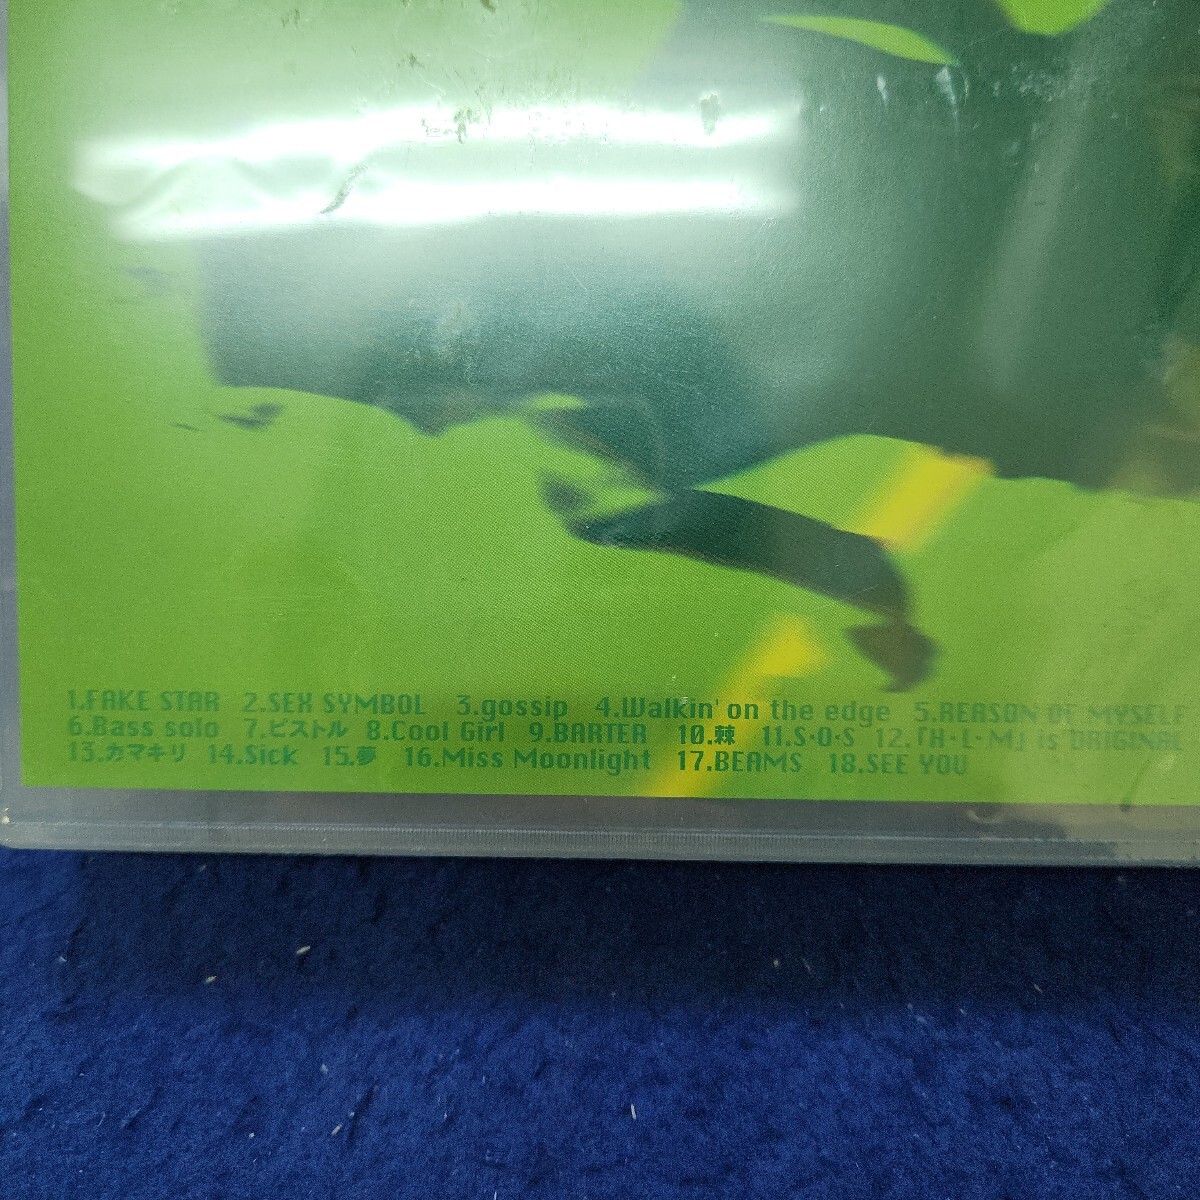 1.FAKE STAR 2.SEX SYMBOL 3.gossip 4.Walkin' on the edge 5.REASON OF MYSELF
6.Bass solo 7.ピストル 8.Cool Girl 9.BARTER 10.棘 11.S・O・S 12.「H・L・M」is ORIGINAL
13.カマキリ 14.Sick 15.夢 16.Miss Moonlight 17.BEAMS 18.SEE YOU